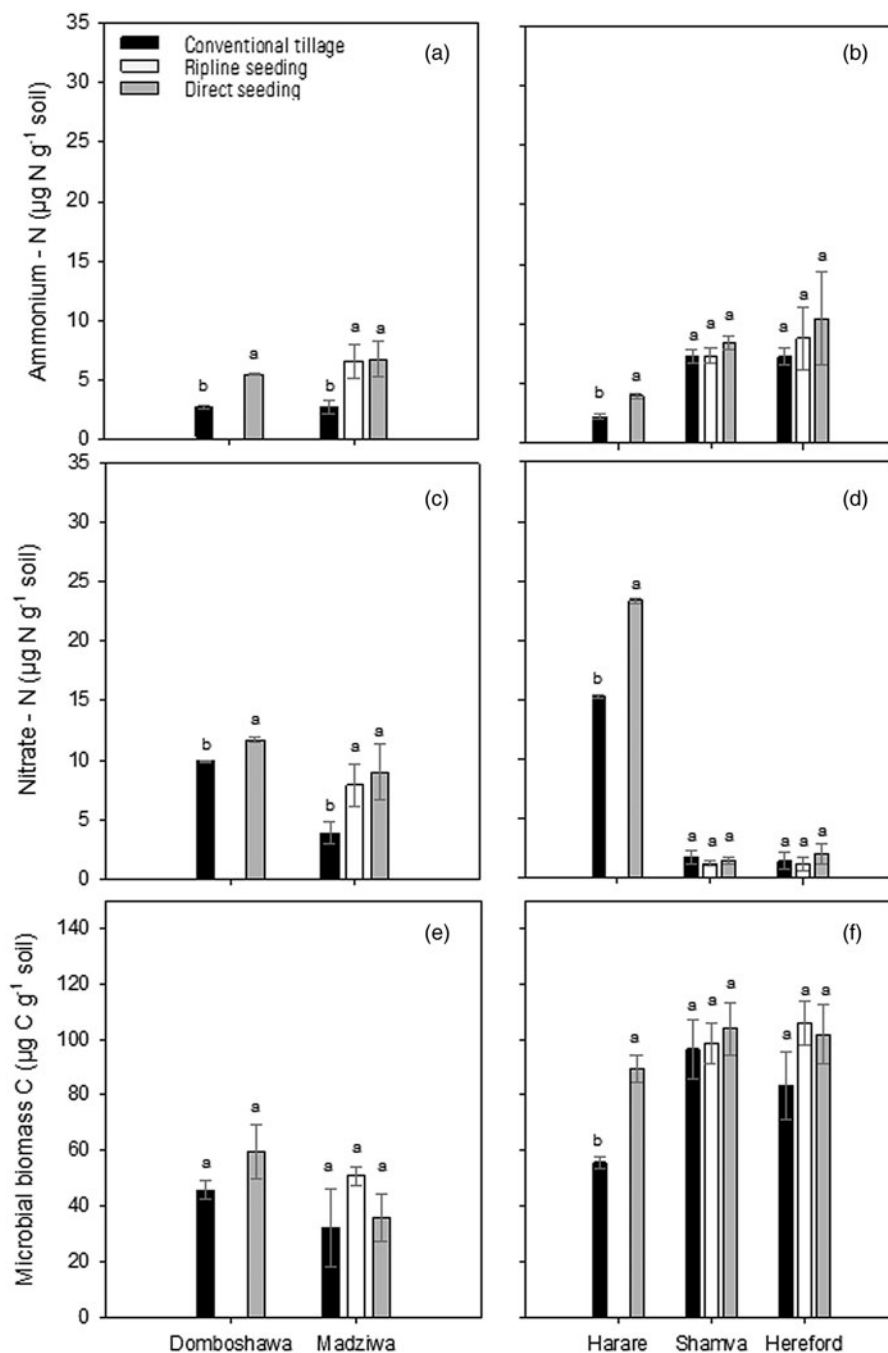 35
30
25
20
15
10
5
0
Ammonium - N (µg N g⁻¹ soil)
Conventional tillage
Ripline seeding
Direct seeding
(a)
b
a
b
a
a
(b)
b
a
a
a
a
a
a
a
35
30
25
20
15
10
5
0
Nitrate - N (µg N g⁻¹ soil)
(c)
b
a
b
a
a
(d)
b
a
a
a
a
a
a
a
140
120
100
80
60
40
20
0
Microbial biomass C (µg C g⁻¹ soil)
(e)
a
a
a
a
a
(f)
b
a
a
a
a
a
a
a
Domboshawa Madziwa
Harare Shamva Hereford